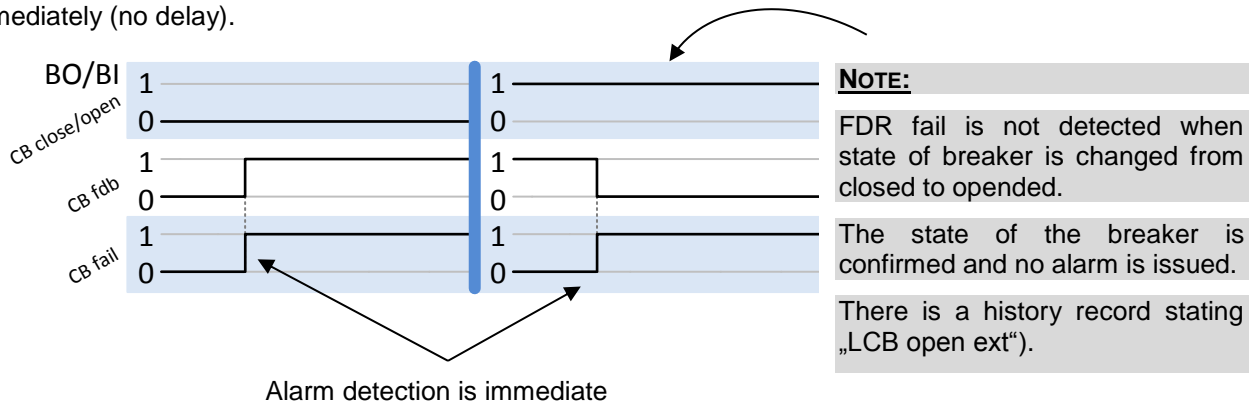 mediately (no delay).
BO/BI
1
0
1
0
CB close/open
1
0
1
0
CB fdb
1
0
1
0
CB fail
Alarm detection is immediate
NOTE:
FDR fail is not detected when
state of breaker is changed from
closed to opended.
The state of the breaker is
confirmed and no alarm is issued.
There is a history record stating
„LCB open ext“).